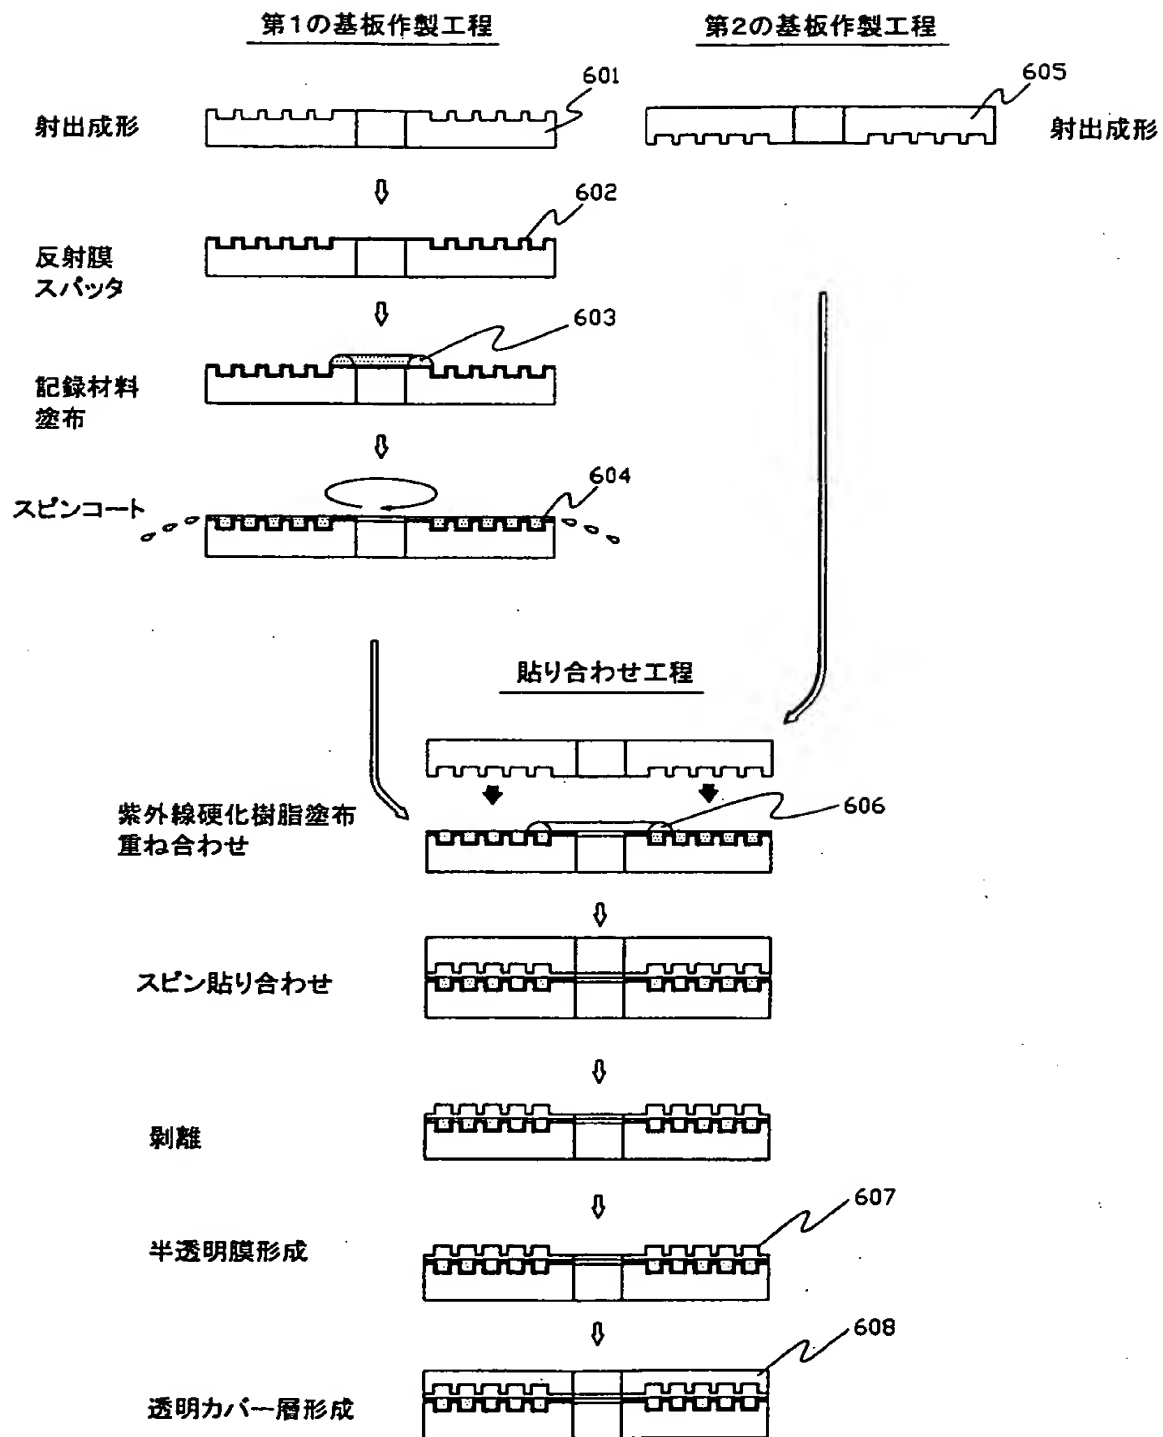 第1の基板作製工程
第2の基板作製工程
601
605
射出成形
射出成形
602
反射膜
スパッタ
603
記録材料
塗布
604
スピンコート
貼り合わせ工程
606
紫外線硬化樹脂塗布
重ね合わせ
スピン貼り合わせ
剥離
607
半透明膜形成
608
透明カバー層形成